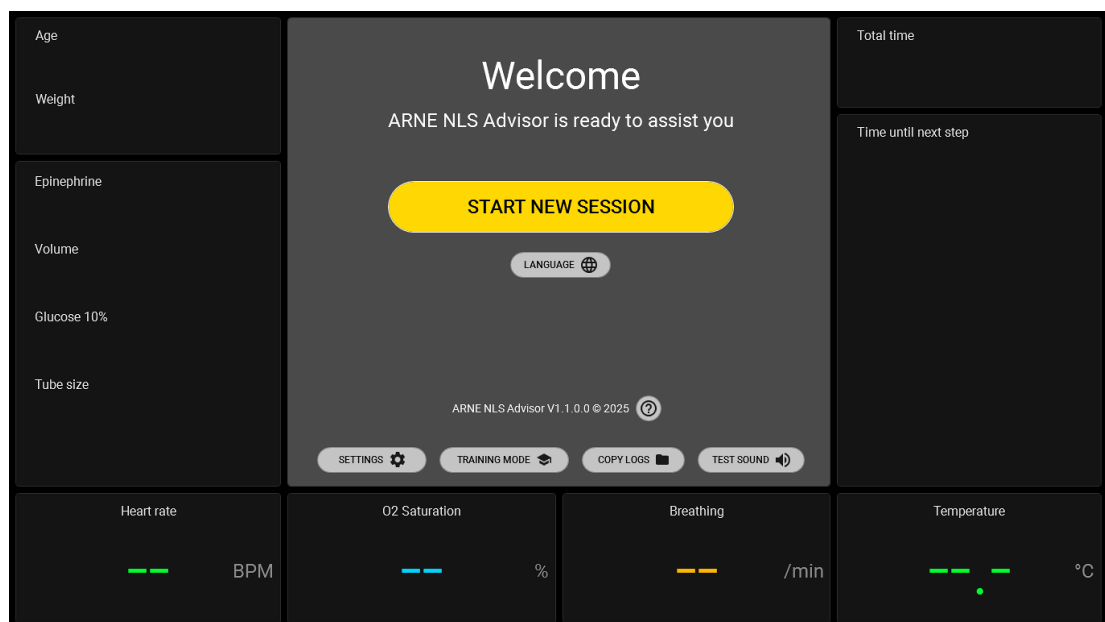 Age
Weight
Epinephrine
Volume
Glucose 10%
Tube size
Welcome
ARNE NLS Advisor is ready to assist you
START NEW SESSION
LANGUAGE
ARNE NLS Advisor V1.1.0.0 © 2025
SETTINGS
TRAINING MODE
COPY LOGS
TEST SOUND
Total time
Time until next step
Heart rate
-- BPM
O2 Saturation
-- %
Breathing
-- /min
Temperature
--.- °C